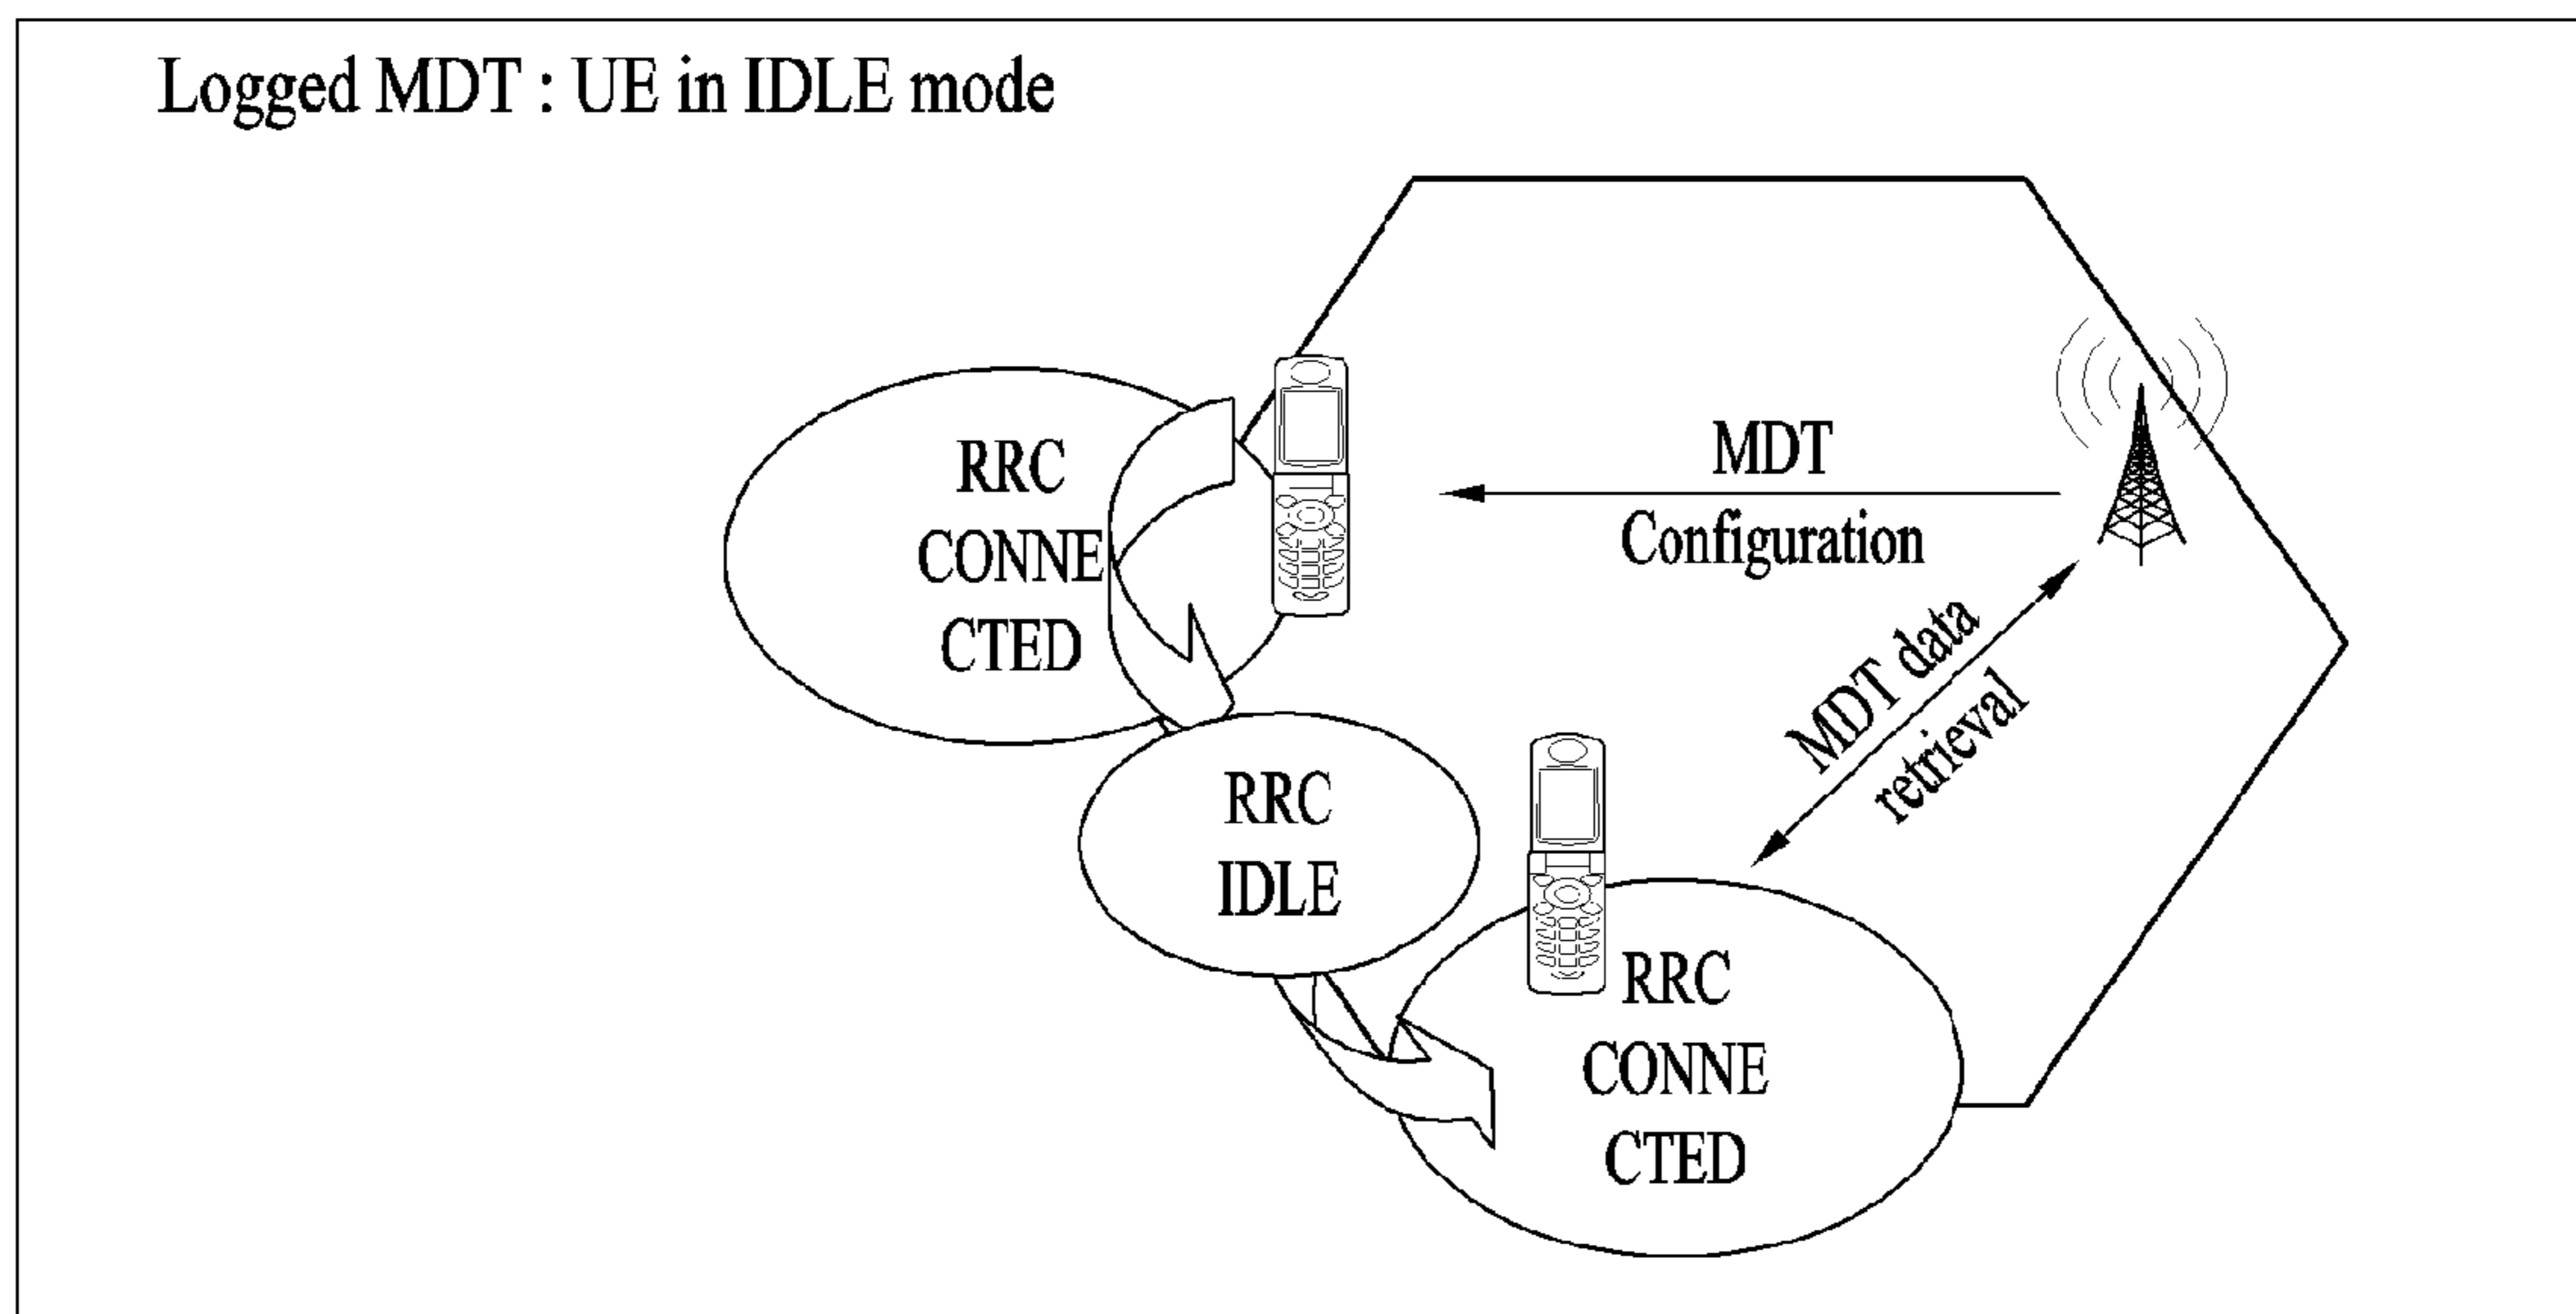 Logged MDT : UE in IDLE mode
RRC
CONNE
CTED
MDT
Configuration
MDT data
retrieval
RRC
IDLE
RRC
CONNE
CTED